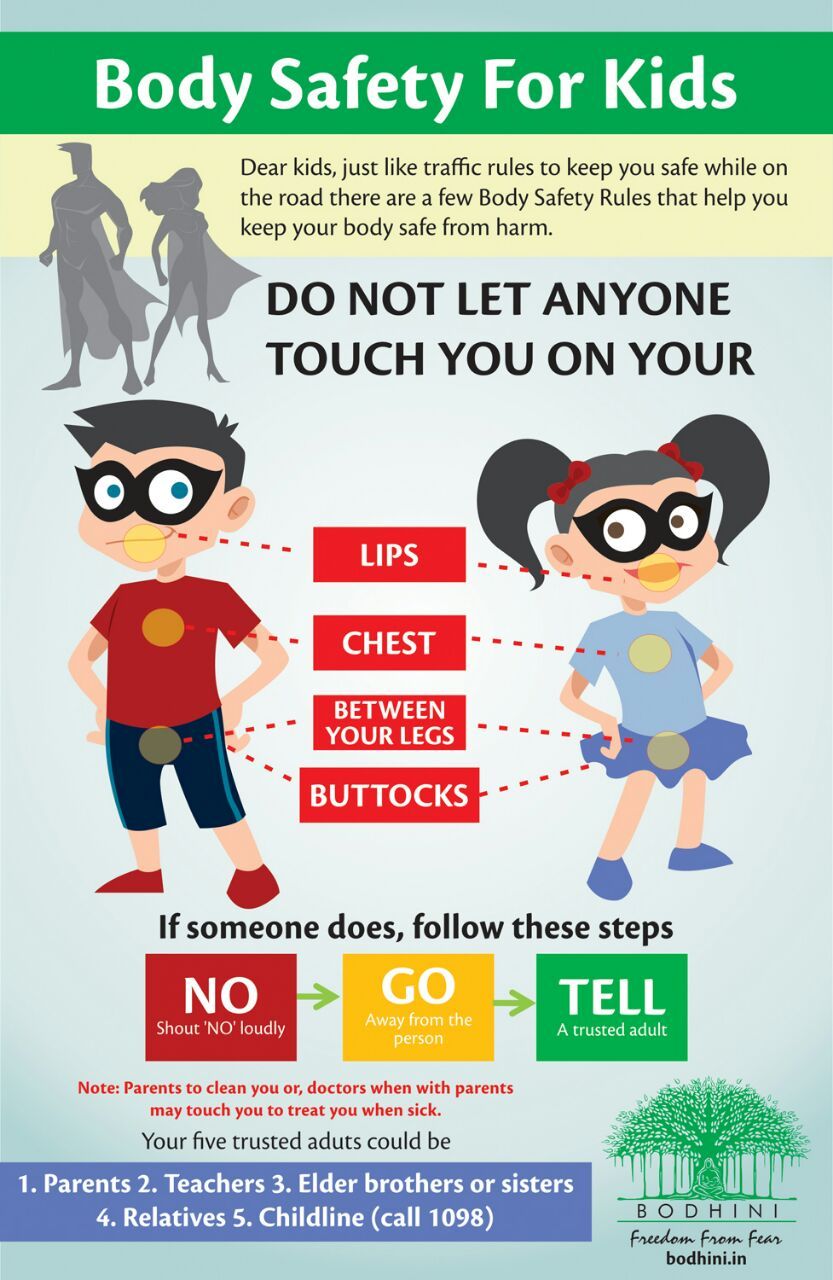 Body Safety For Kids
Dear kids, just like traffic rules to keep you safe while on
the road there are a few Body Safety Rules that help you
keep your body safe from harm.
DO NOT LET ANYONE
TOUCH YOU ON YOUR
LIPS
CHEST
BETWEEN
YOUR LEGS
BUTTOCKS
If someone does, follow these steps
NO
Shout 'NO' loudly
GO
Away from the
person
TELL
A trusted adult
Note: Parents to clean you or, doctors when with parents
may touch you to treat you when sick.
Your five trusted aduts could be
1. Parents 2. Teachers 3. Elder brothers or sisters
4. Relatives 5. Childline (call 1098)
BODHINI
Freedom From Fear
bodhini.in